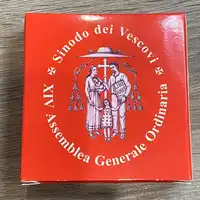 ✠ Sinodo dei Vescovi ✠
XIV Assemblea Generale Ordinaria